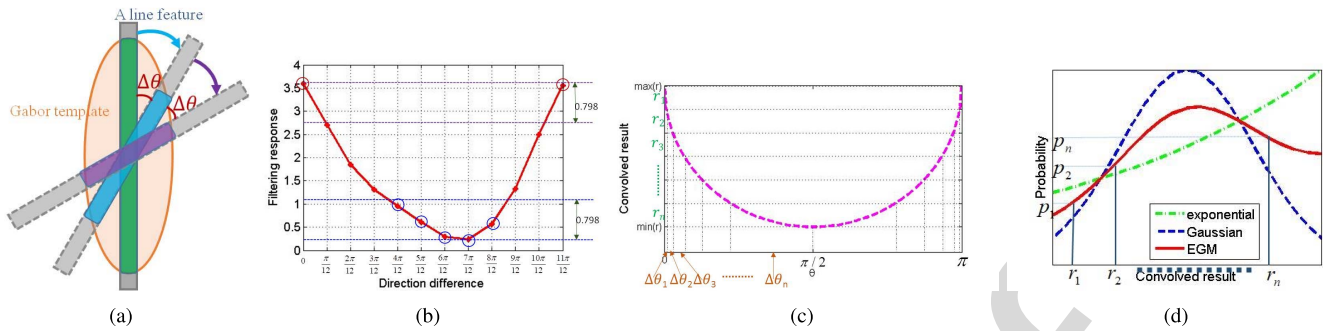 A line feature
Δθ
Δθ
Gabor template
(a)
4
3.5
3
2.5
2
1.5
1
0.5
0
Filtering response
0.798
0.798
0
π/12
2π/12
3π/12
4π/12
5π/12
6π/12
7π/12
8π/12
9π/12
10π/12
11π/12
Direction difference
(b)
Convolved result
max(r)
r1
r2
r3
rn
min(r)
0
π / 2
π
θ
Δθ1 Δθ2 Δθ3 Δθn
(c)
Probability
pn
p2
exponential
Gaussian
EGM
r1 r2 Convolved result rn
(d)